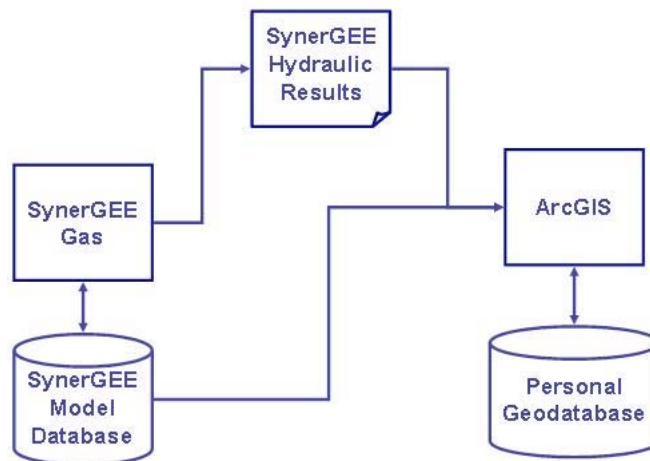 SynerGEE
Hydraulic
Results
SynerGEE
Gas
ArcGIS
SynerGEE
Model
Database
Personal
Geodatabase